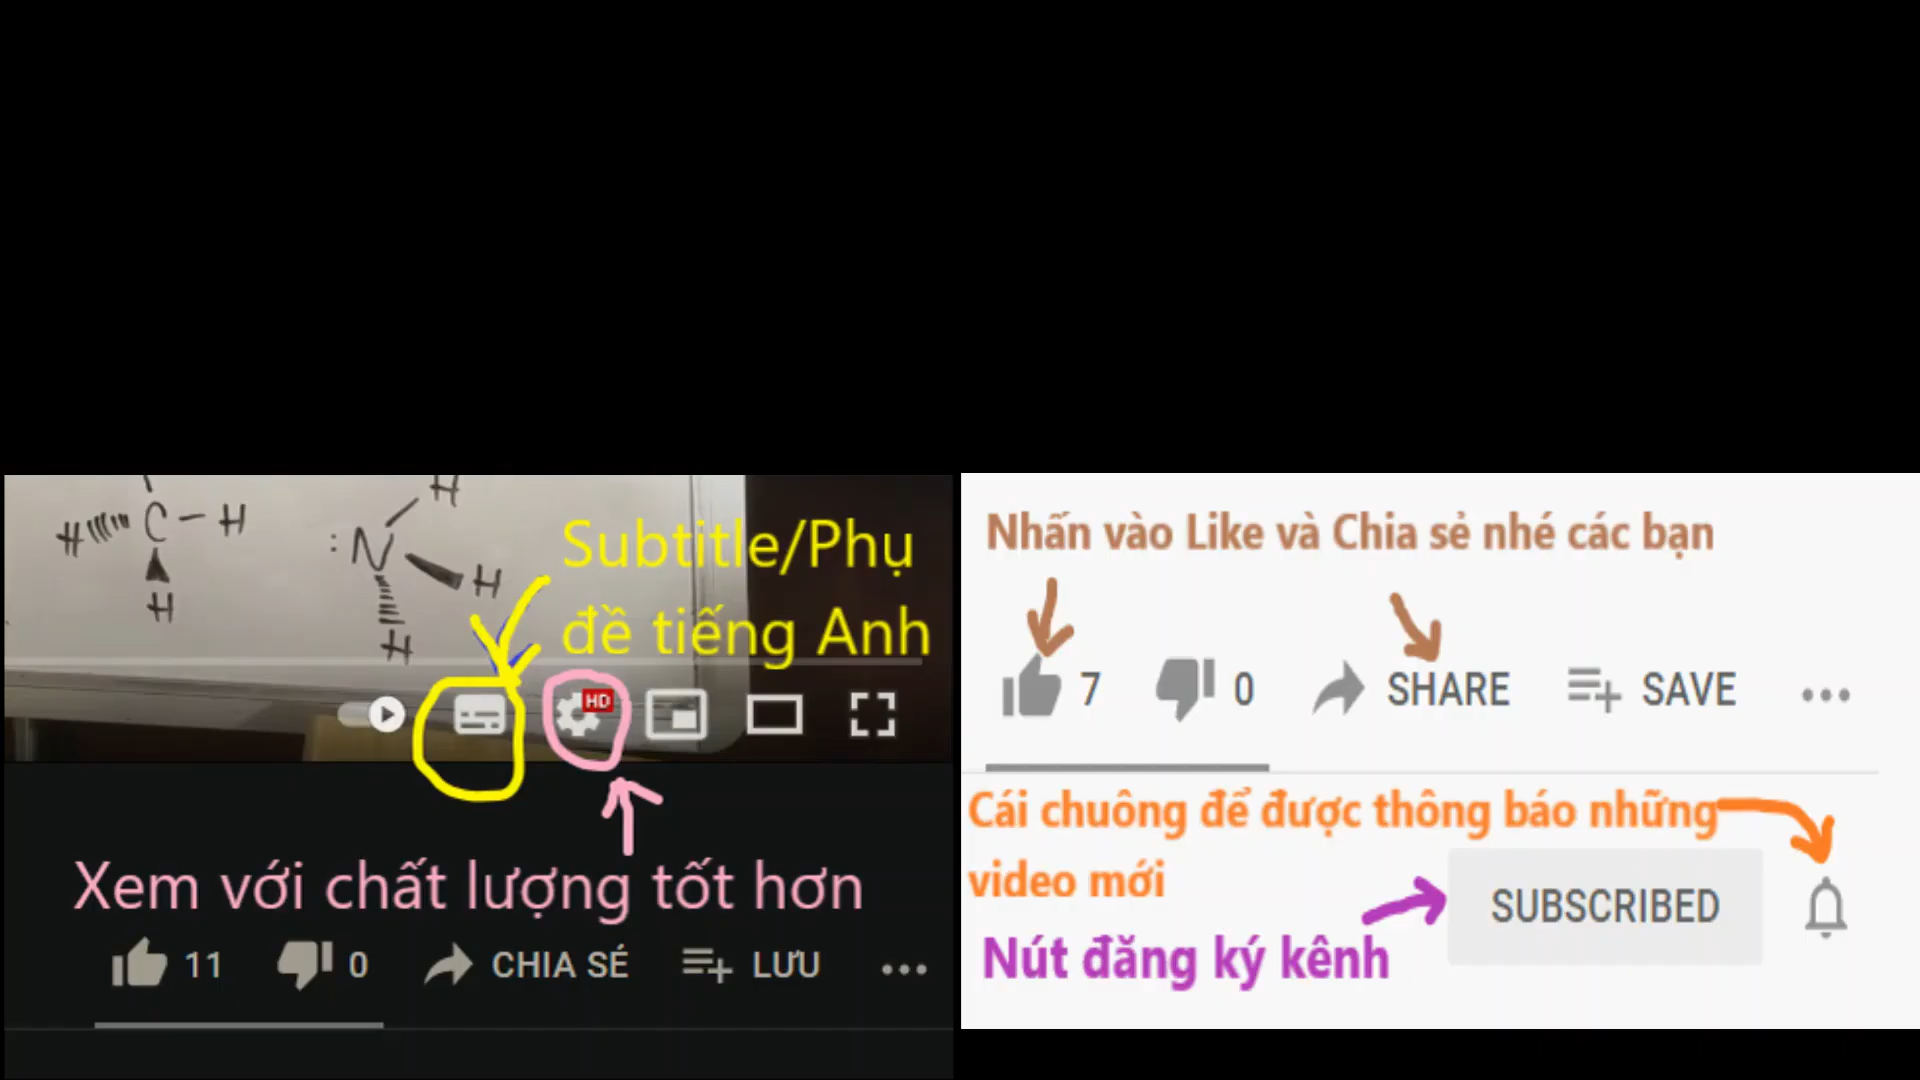 H
H C - H
: N H
H
H
Subtitle/Phụ
đề tiếng Anh
HD
Xem với chất lượng tốt hơn
11 0 CHIA SẺ LƯU ...
Nhấn vào Like và Chia sẻ nhé các bạn
7 0 SHARE SAVE ...
Cái chuông để được thông báo những
video mới
SUBSCRIBED
Nút đăng ký kênh